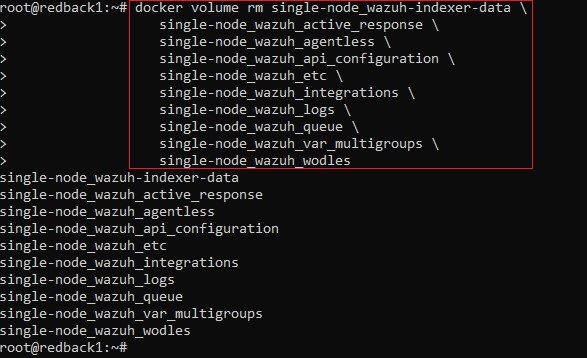 root@redback1:~# docker volume rm single-node_wazuh-indexer-data \
>                  single-node_wazuh_active_response \
>                  single-node_wazuh_agentless \
>                  single-node_wazuh_api_configuration \
>                  single-node_wazuh_etc \
>                  single-node_wazuh_integrations \
>                  single-node_wazuh_logs \
>                  single-node_wazuh_queue \
>                  single-node_wazuh_var_multigroups \
>                  single-node_wazuh_wodles
single-node_wazuh-indexer-data
single-node_wazuh_active_response
single-node_wazuh_agentless
single-node_wazuh_api_configuration
single-node_wazuh_etc
single-node_wazuh_integrations
single-node_wazuh_logs
single-node_wazuh_queue
single-node_wazuh_var_multigroups
single-node_wazuh_wodles
root@redback1:~#